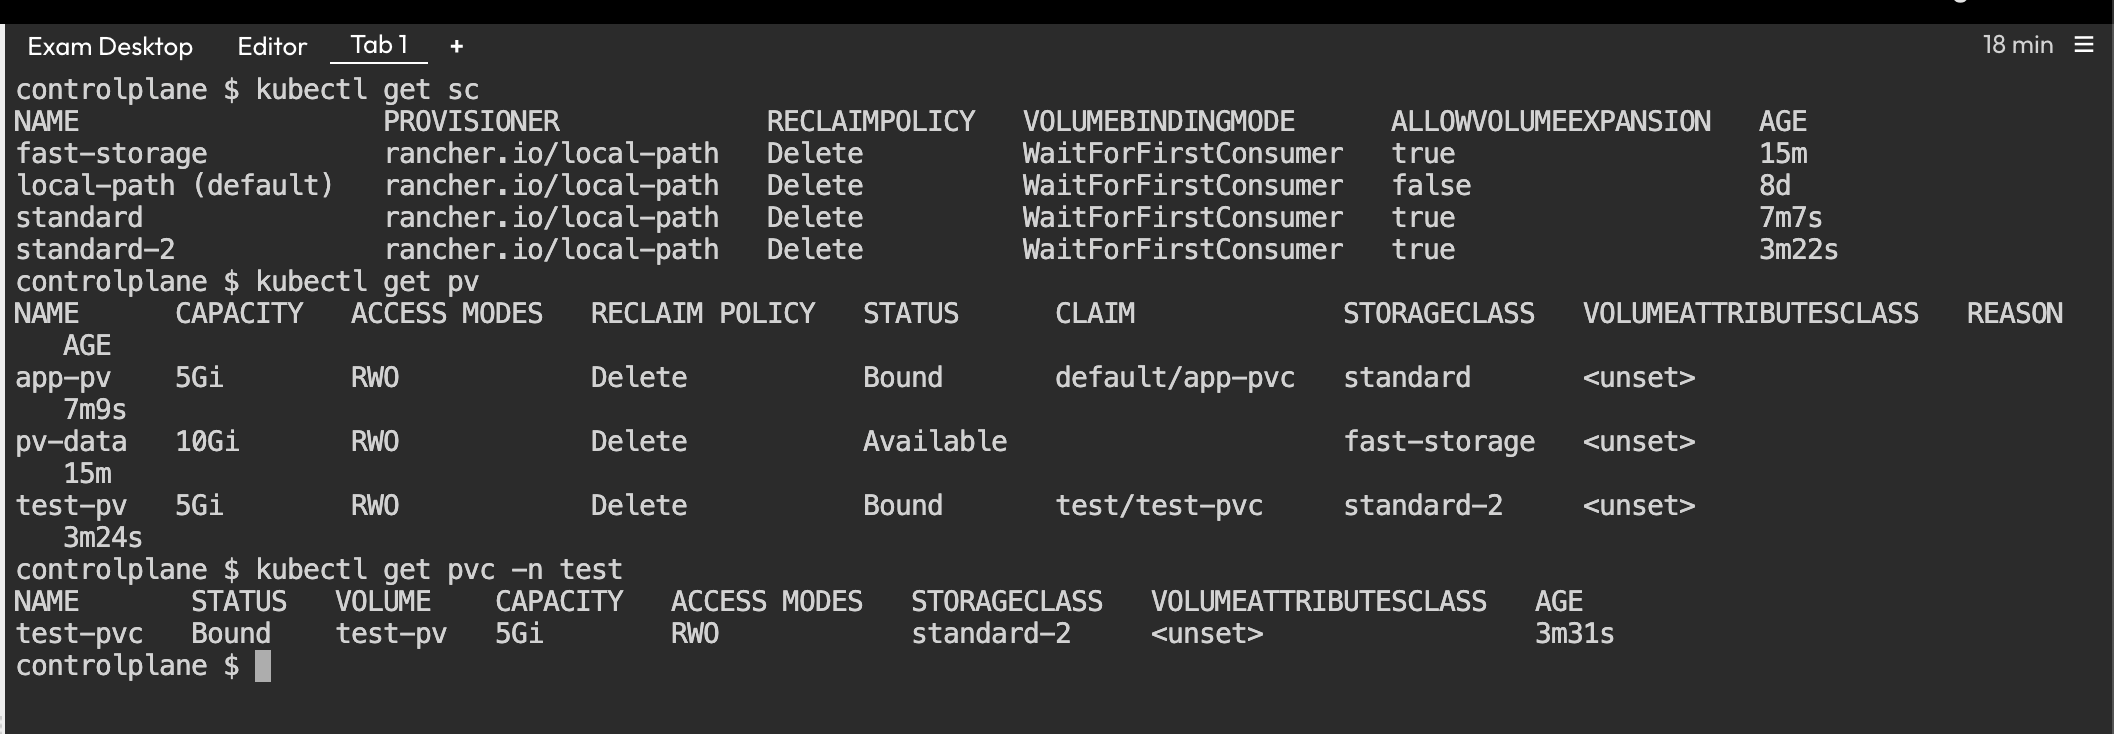 Exam Desktop Editor Tab 1 + 18 min
controlplane $ kubectl get sc
NAME PROVISIONER RECLAIMPOLICY VOLUMEBINDINGMODE ALLOWVOLUMEEXPANSION AGE
fast-storage rancher.io/local-path Delete WaitForFirstConsumer true 15m
local-path (default) rancher.io/local-path Delete WaitForFirstConsumer false 8d
standard rancher.io/local-path Delete WaitForFirstConsumer true 7m7s
standard-2 rancher.io/local-path Delete WaitForFirstConsumer true 3m22s
controlplane $ kubectl get pv
NAME CAPACITY ACCESS MODES RECLAIM POLICY STATUS CLAIM STORAGECLASS VOLUMEATTRIBUTESCLASS REASON
AGE
app-pv 5Gi RWO Delete Bound default/app-pvc standard <unset>
7m9s
pv-data 10Gi RWO Delete Available fast-storage <unset>
15m
test-pv 5Gi RWO Delete Bound test/test-pvc standard-2 <unset>
3m24s
controlplane $ kubectl get pvc -n test
NAME STATUS VOLUME CAPACITY ACCESS MODES STORAGECLASS VOLUMEATTRIBUTESCLASS AGE
test-pvc Bound test-pv 5Gi RWO standard-2 <unset> 3m31s
controlplane $